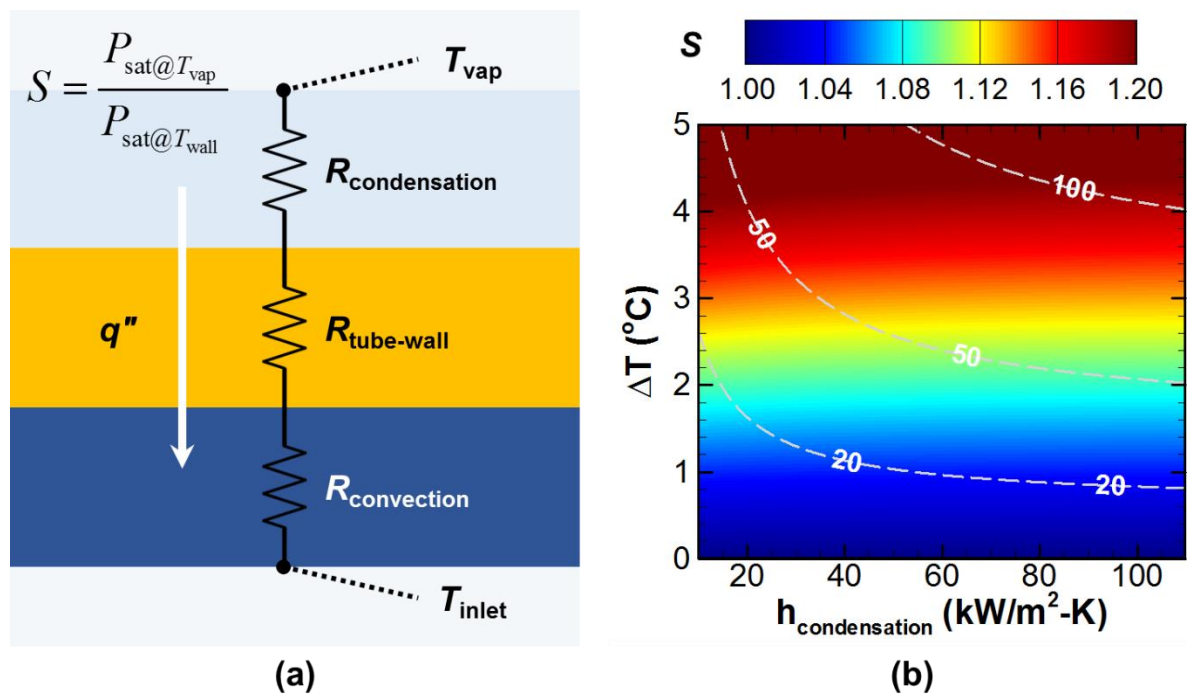 S = P_sat@T_vap / P_sat@T_wall
T_vap
R_condensation
q"
R_tube-wall
R_convection
T_inlet
(a)
S
1.00 1.04 1.08 1.12 1.16 1.20
5
4
3
2
1
0
ΔT (°C)
100
50
50
20
20
20 40 60 80 100
h_condensation (kW/m²-K)
(b)